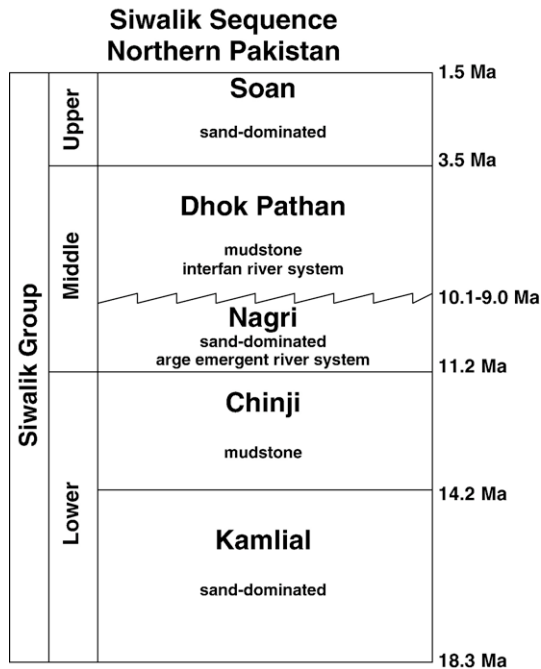 Siwalik Sequence
Northern Pakistan
1.5 Ma
Soan
sand-dominated
Upper
3.5 Ma
Dhok Pathan
mudstone
interfan river system
Middle
10.1-9.0 Ma
Nagri
sand-dominated
arge emergent river system
11.2 Ma
Siwalik Group
Chinji
mudstone
14.2 Ma
Lower
Kamlial
sand-dominated
18.3 Ma